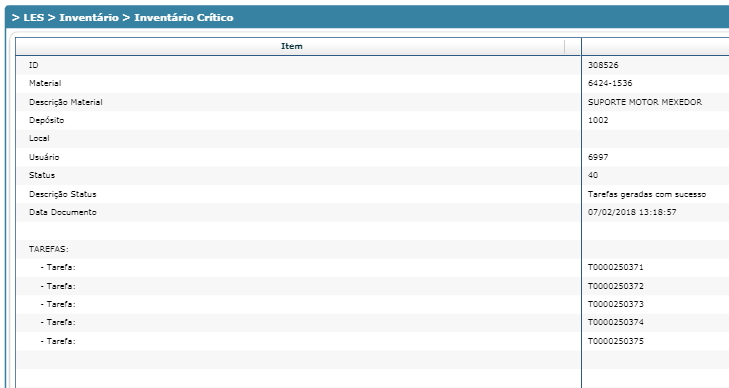 > LES > Inventário > Inventário Crítico
Item
ID 308526
Material 6424-1536
Descrição Material SUPORTE MOTOR MEXEDOR
Depósito 1002
Local
Usuário 6997
Status 40
Descrição Status Tarefas geradas com sucesso
Data Documento 07/02/2018 13:18:57
TAREFAS:
- Tarefa: T0000250371
- Tarefa: T0000250372
- Tarefa: T0000250373
- Tarefa: T0000250374
- Tarefa: T0000250375